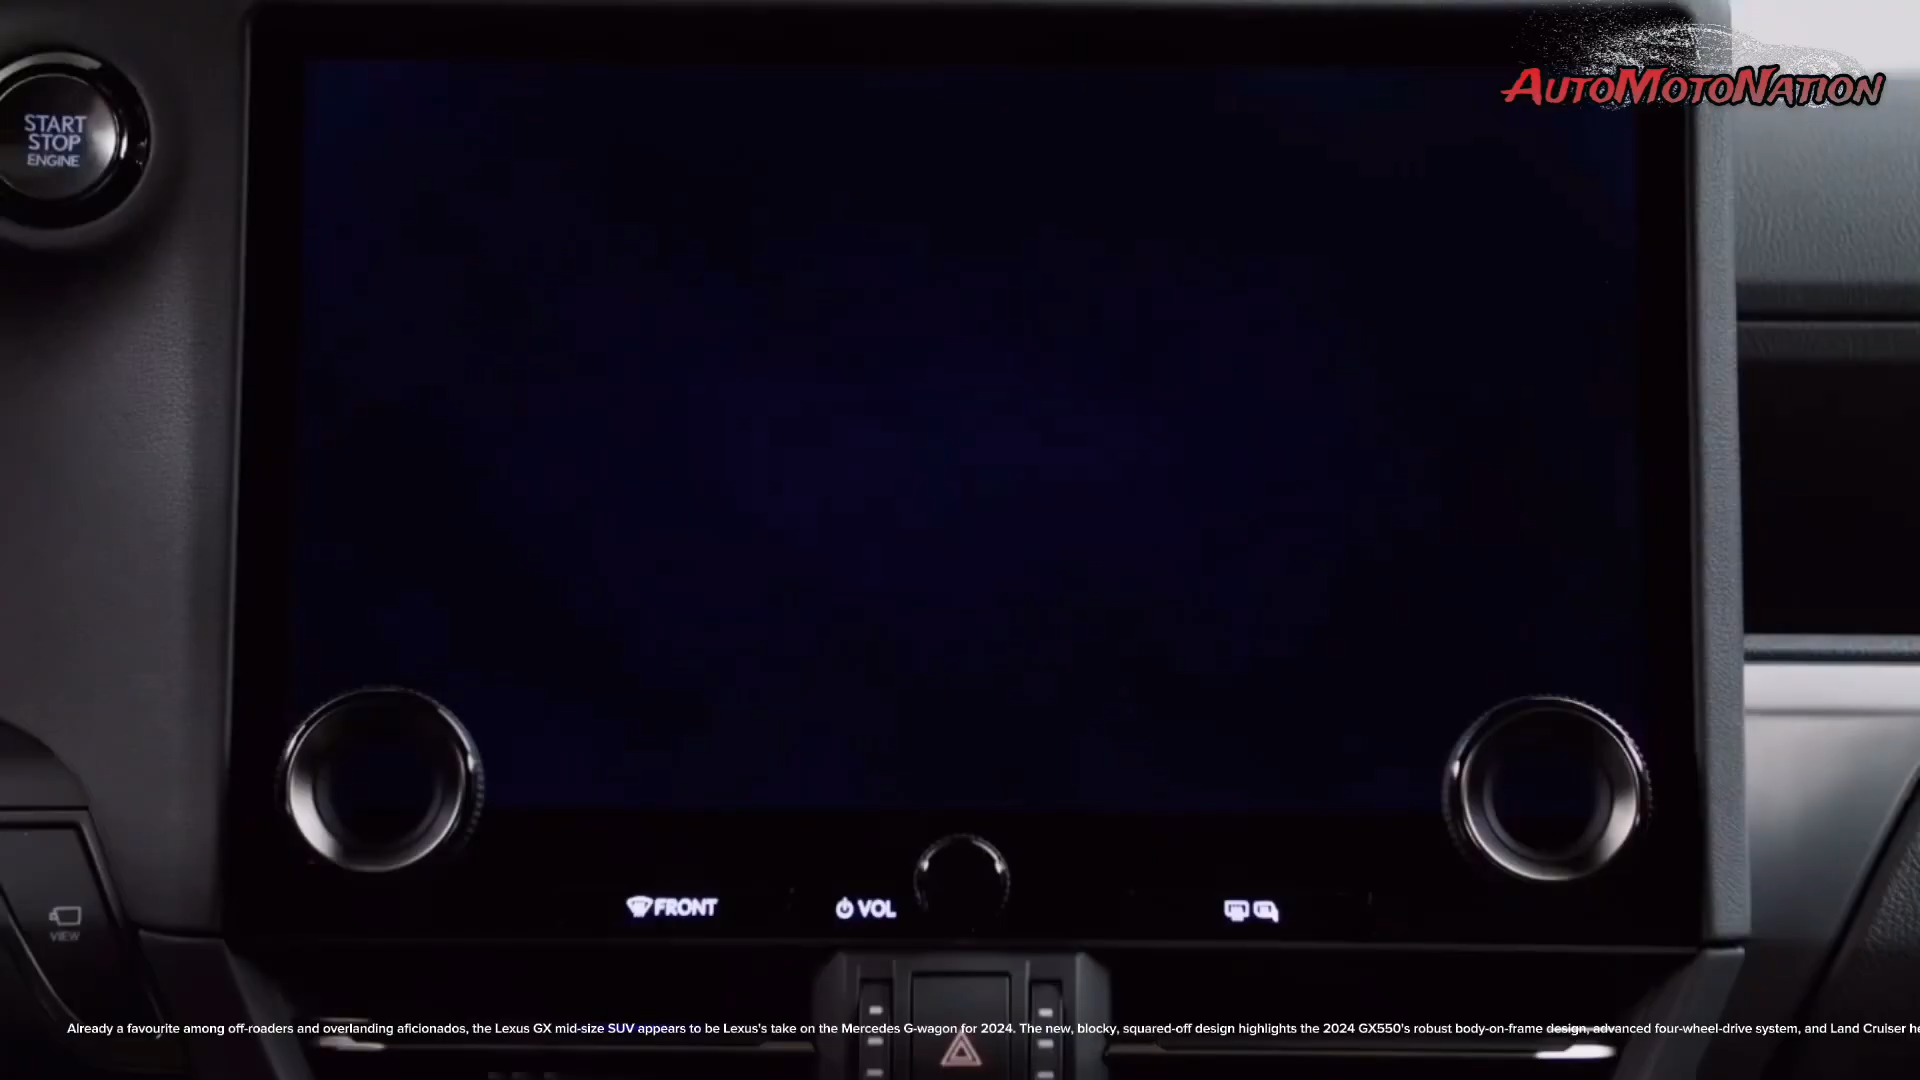 AutoMotoNation
START
STOP
ENGINE
FRONT
VOL
VIEW
Already a favourite among off-roaders and overlanding aficionados, the Lexus GX mid-size SUV appears to be Lexus's take on the Mercedes G-wagon for 2024. The new, blocky, squared-off design highlights the 2024 GX550's robust body-on-frame design, advanced four-wheel-drive system, and Land Cruiser he